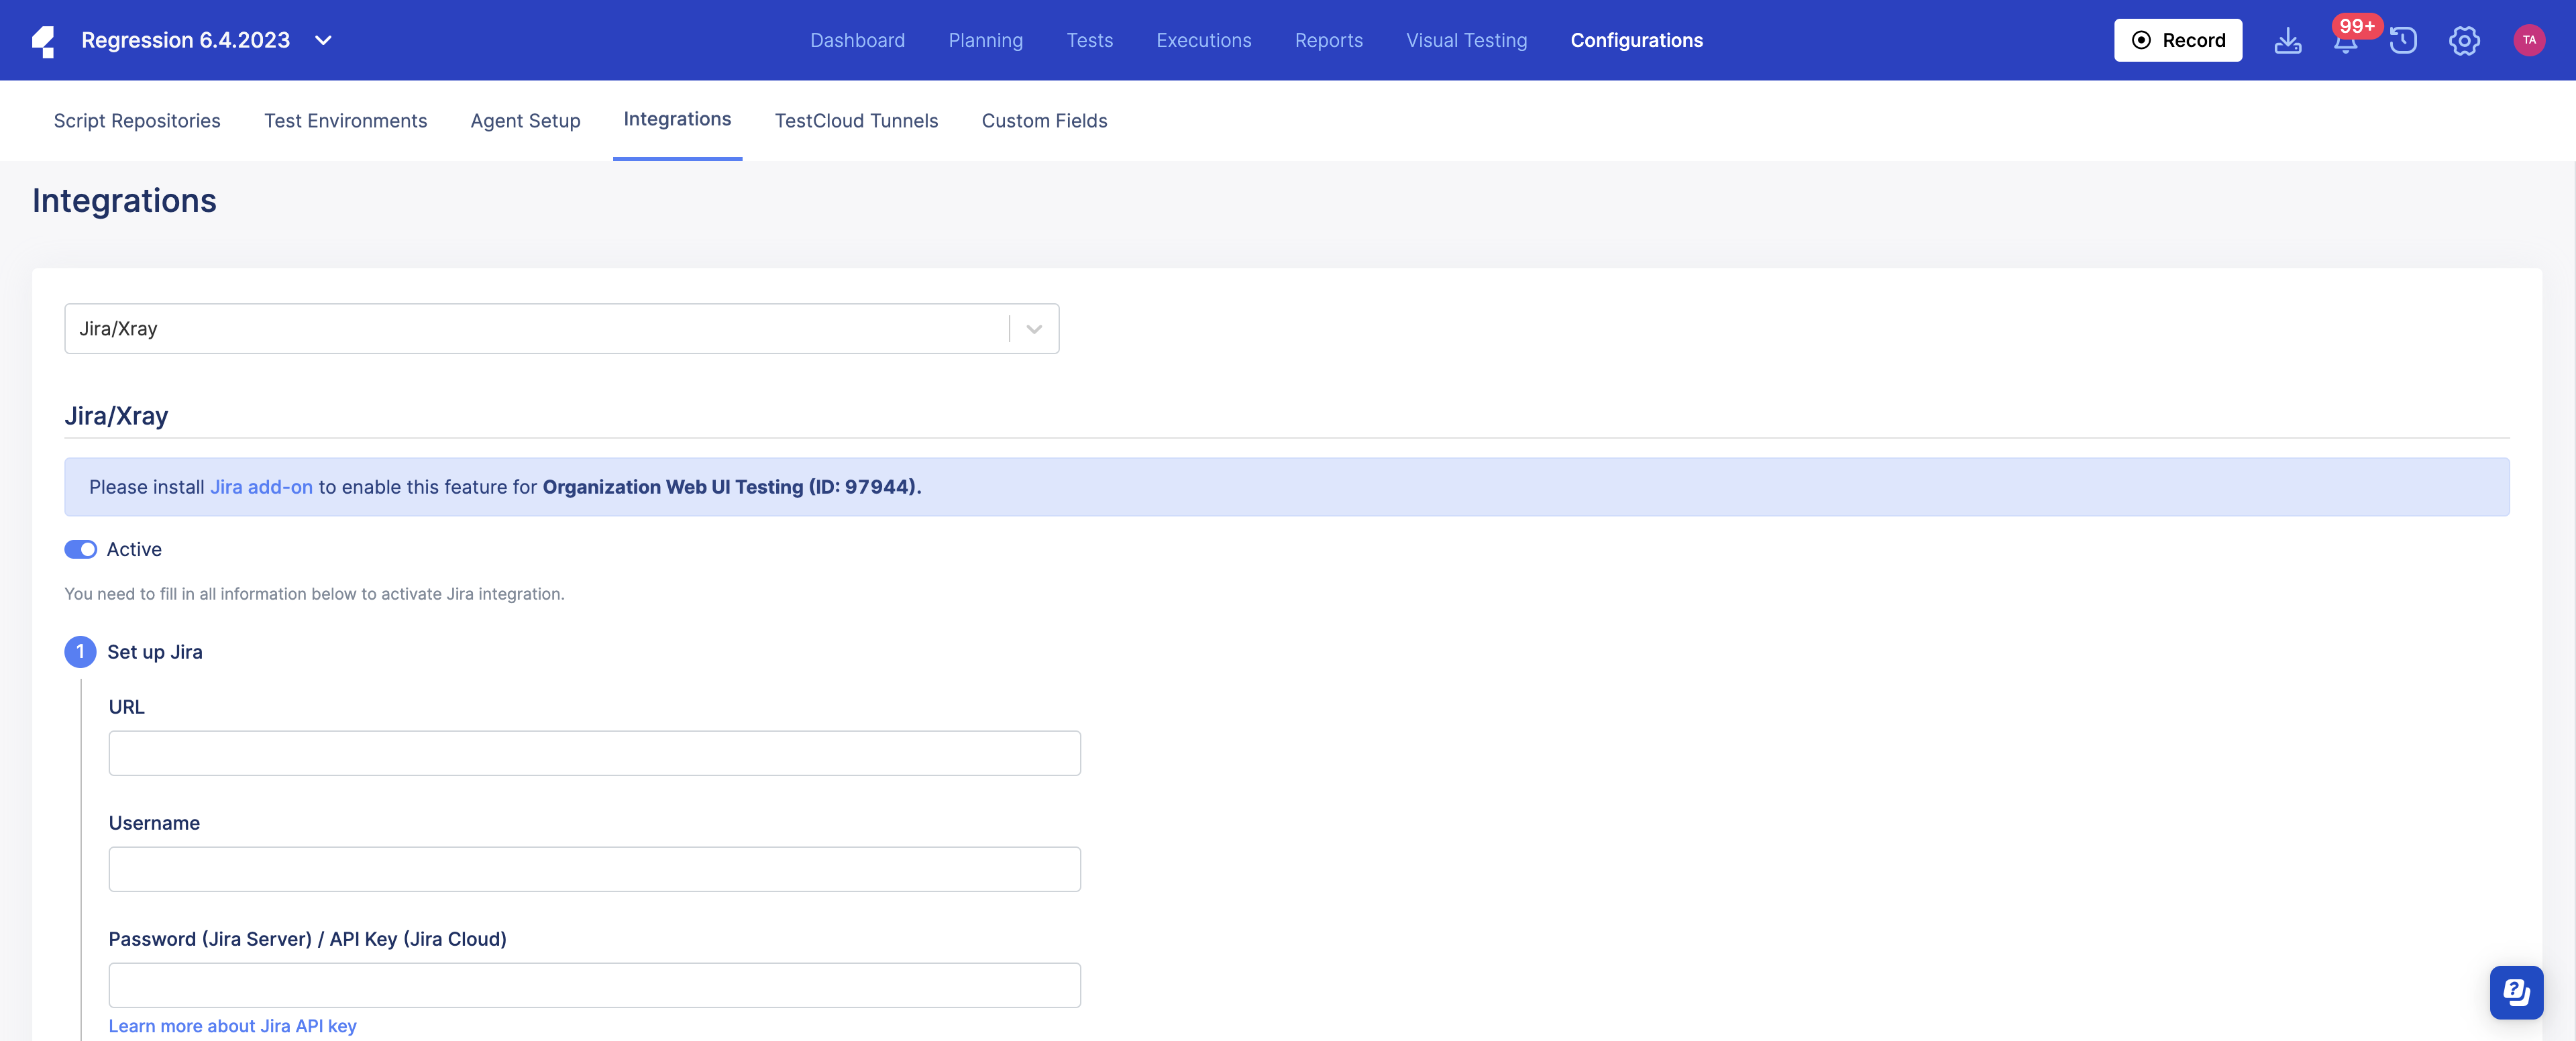 Regression 6.4.2023
Dashboard Planning Tests Executions Reports Visual Testing Configurations
Record
99+
TA
Script Repositories Test Environments Agent Setup Integrations TestCloud Tunnels Custom Fields
Integrations
Jira/Xray
Jira/Xray
Please install Jira add-on to enable this feature for Organization Web UI Testing (ID: 97944).
Active
You need to fill in all information below to activate Jira integration.
1 Set up Jira
URL
Username
Password (Jira Server) / API Key (Jira Cloud)
Learn more about Jira API key